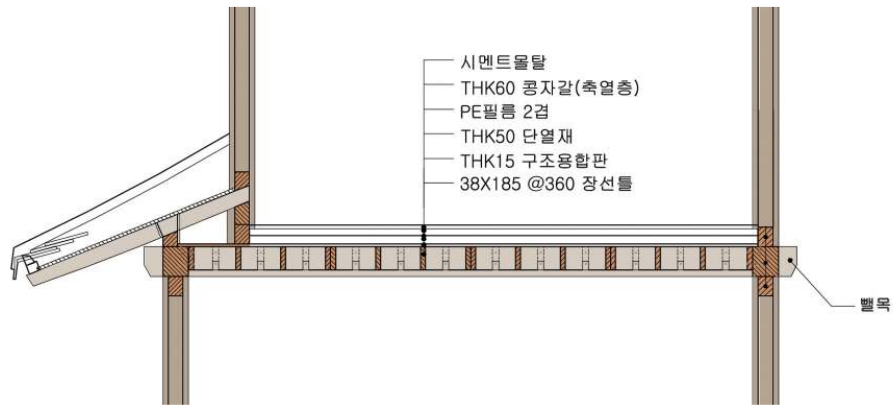 시멘트몰탈
THK60 콩자갈(축열층)
PE필름 2겹
THK50 단열재
THK15 구조용합판
38X185 @360 장선틀
뺄목